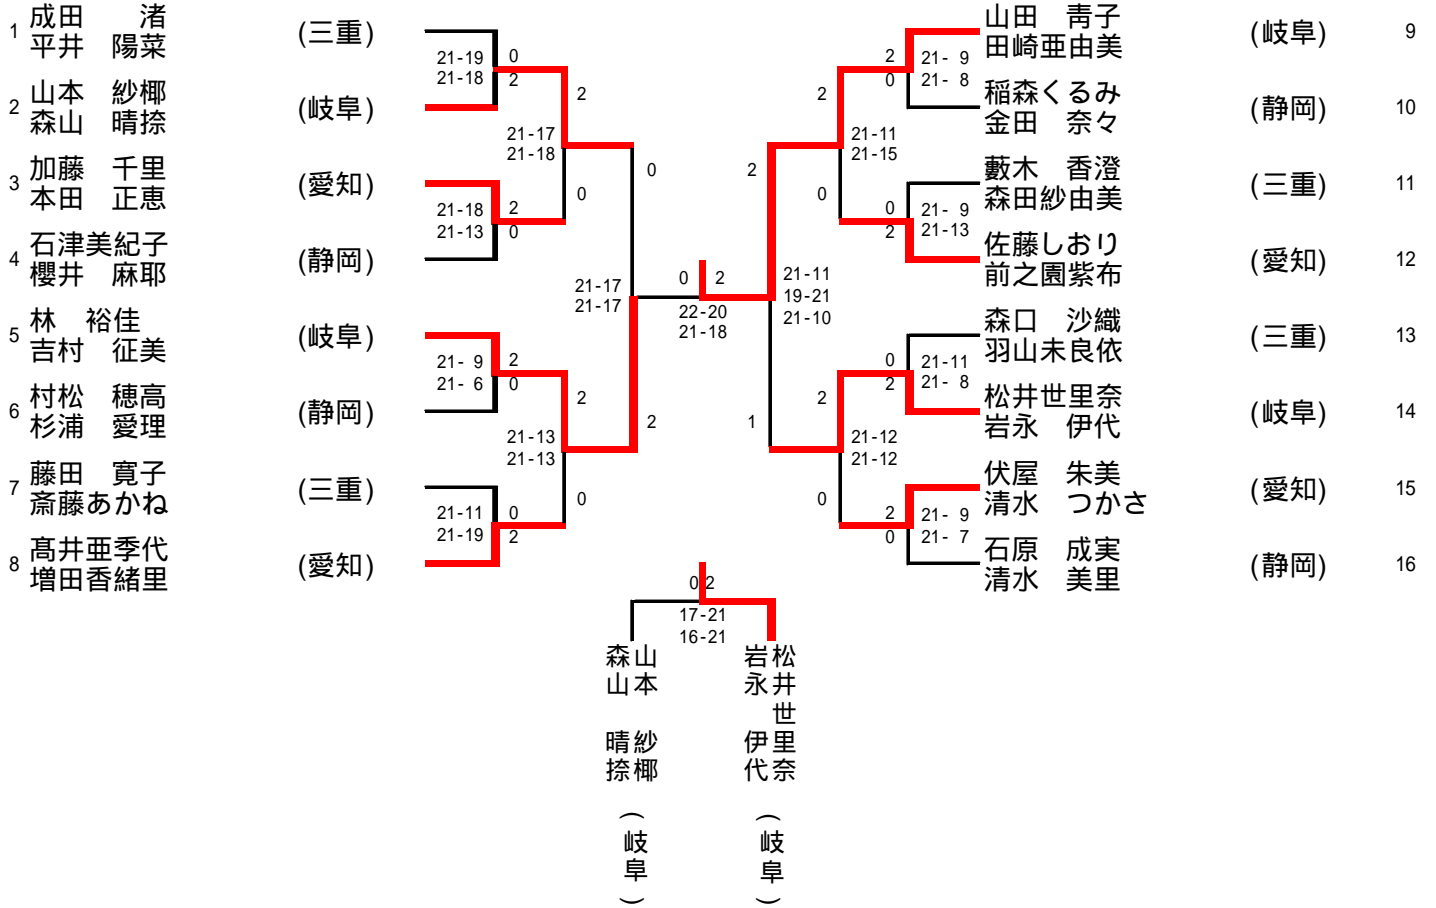 1 成田　　渚 (三重)
平井　陽菜
21-19 0
21-18 2
2 山本　紗椰 (岐阜)
森山　晴捺
2
21-17
21-18
0
3 加藤　千里 (愛知)
本田　正恵
0
21-18 2
21-13 0
4 石津美紀子 (静岡)
櫻井　麻耶
21-17
21-17
5 林　裕佳 (岐阜)
吉村　征美
21- 9 2
21- 6 0
6 村松　穂高 (静岡)
杉浦　愛理
2
2
21-13
21-13
7 藤田　寛子 (三重)
斎藤あかね
0
21-11 0
21-19 2
8 髙井亜季代 (愛知)
増田香緒里
0 2
22-20
21-18
山田　靑子 (岐阜) 9
田崎亜由美
2 21- 9
0 21- 8
稲森くるみ (静岡) 10
金田　奈々
2
21-11
21-15
2
藪木　香澄 (三重) 11
森田紗由美
0
0 21- 9
2 21-13
佐藤しおり (愛知) 12
前之園紫布
21-11
19-21
21-10
森口　沙織 (三重) 13
羽山未良依
0 21-11
2 21- 8
松井世里奈 (岐阜) 14
岩永　伊代
2
1
21-12
21-12
伏屋　朱美 (愛知) 15
清水　つかさ
0
2 21- 9
0 21- 7
石原　成実 (静岡) 16
清水　美里
0 2
17-21
16-21
山本　紗椰
森山　晴捺
(岐阜)
松井世里奈
岩永　伊代
(岐阜)